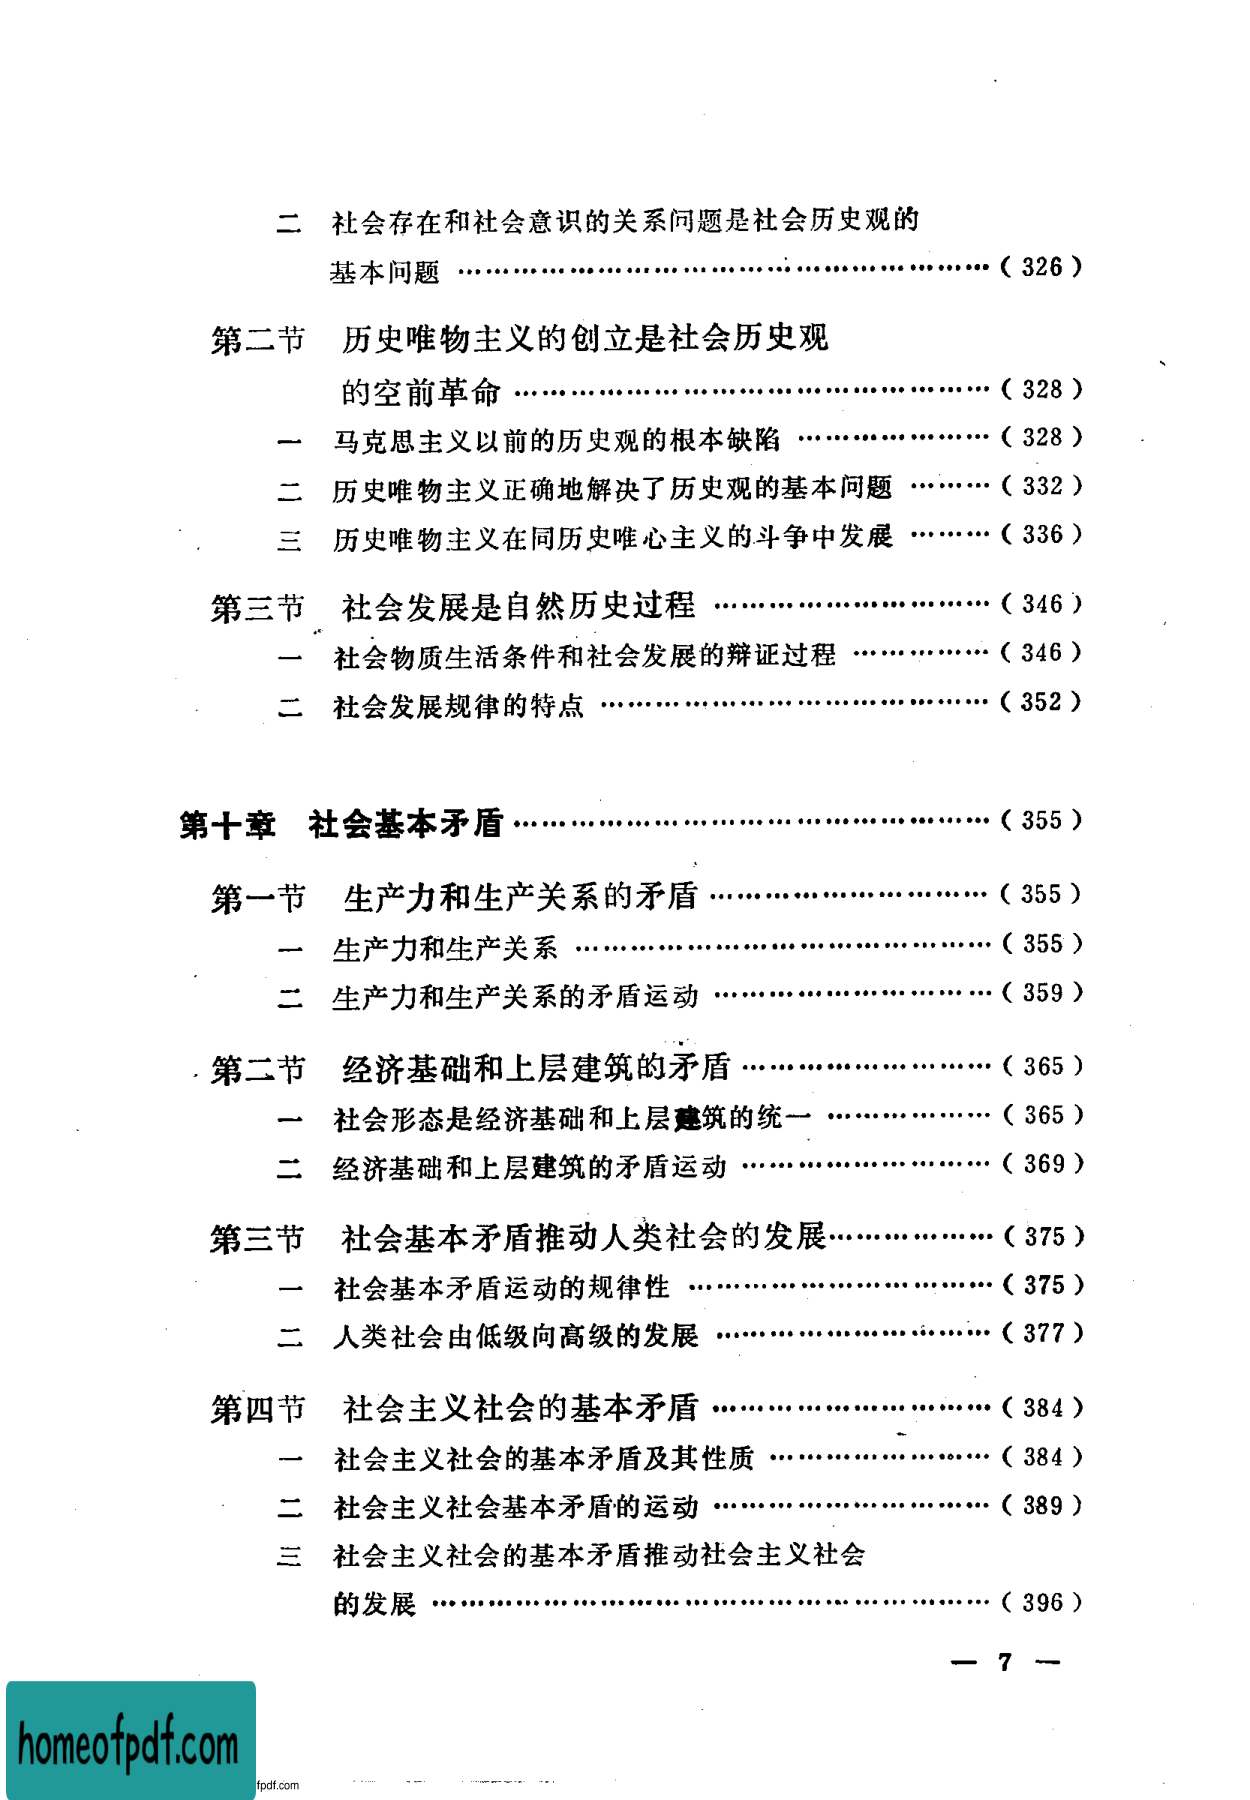 二 社会存在和社会意识的关系问题是社会历史观的
基本问题 ……………………………………………………(326)
第二节 历史唯物主义的创立是社会历史观
的空前革命 ………………………………………………(328)
一 马克思主义以前的历史观的根本缺陷 …………………(328)
二 历史唯物主义正确地解决了历史观的基本问题 ………(332)
三 历史唯物主义在同历史唯心主义的斗争中发展 ………(336)
第三节 社会发展是自然历史过程 …………………………(346)
一 社会物质生活条件和社会发展的辩证过程 ……………(346)
二 社会发展规律的特点 ……………………………………(352)
第十章 社会基本矛盾 ………………………………………………(355)
第一节 生产力和生产关系的矛盾 …………………………(355)
一 生产力和生产关系 ………………………………………(355)
二 生产力和生产关系的矛盾运动 …………………………(359)
第二节 经济基础和上层建筑的矛盾 ………………………(365)
一 社会形态是经济基础和上层建筑的统一 ………………(365)
二 经济基础和上层建筑的矛盾运动 ………………………(369)
第三节 社会基本矛盾推动人类社会的发展 ………………(375)
一 社会基本矛盾运动的规律性 ……………………………(375)
二 人类社会由低级向高级的发展 …………………………(377)
第四节 社会主义社会的基本矛盾 …………………………(384)
一 社会主义社会的基本矛盾及其性质 ……………………(384)
二 社会主义社会基本矛盾的运动 …………………………(389)
三 社会主义社会的基本矛盾推动社会主义社会
的发展 ……………………………………………………(396)
— 7 —
homeofpdf.com
fpdf.com